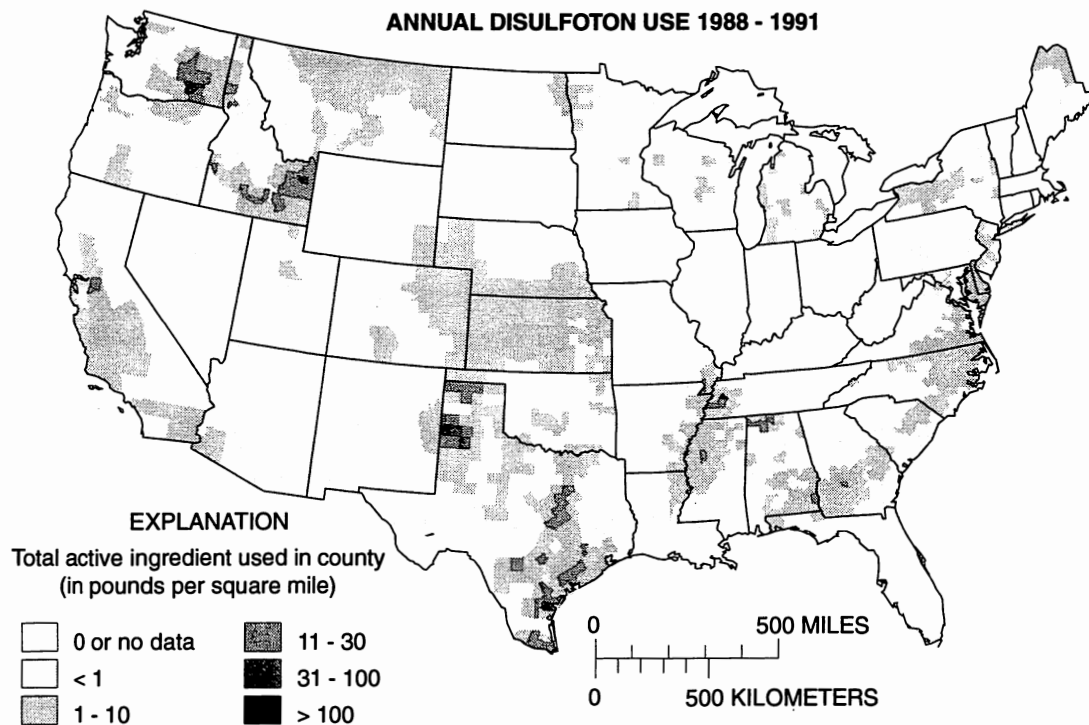 ANNUAL DISULFOTON USE 1988 - 1991
EXPLANATION
Total active ingredient used in county
(in pounds per square mile)
0 or no data
< 1
1 - 10
11 - 30
31 - 100
> 100
0 500 MILES
0 500 KILOMETERS